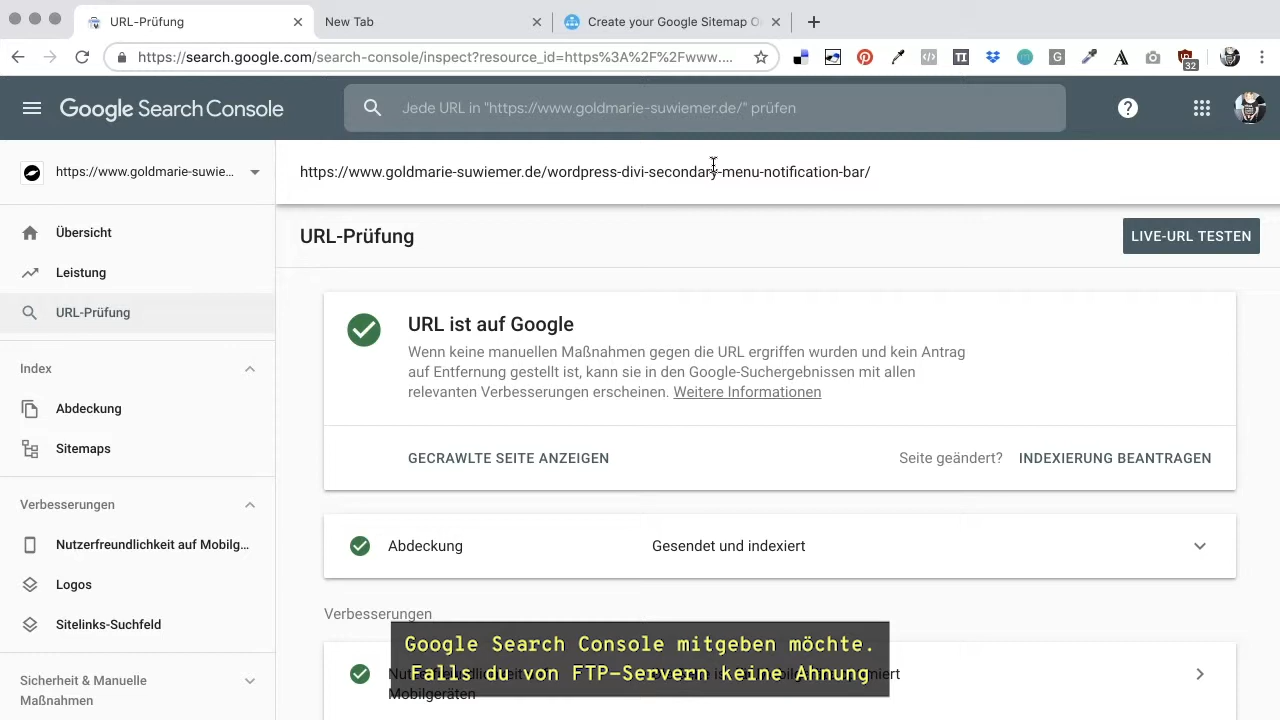 URL-Prüfung
New Tab
Create your Google Sitemap O
https://search.google.com/search-console/inspect?resource_id=https%3A%2F%2Fwww....
32
Google Search Console
Jede URL in "https://www.goldmarie-suwiemer.de/" prüfen
https://www.goldmarie-suwie...
https://www.goldmarie-suwiemer.de/wordpress-divi-secondary-menu-notification-bar/
Übersicht
Leistung
URL-Prüfung
Index
Abdeckung
Sitemaps
Verbesserungen
Nutzerfreundlichkeit auf Mobilg...
Logos
Sitelinks-Suchfeld
Sicherheit & Manuelle
Maßnahmen
URL-Prüfung
LIVE-URL TESTEN
URL ist auf Google
Wenn keine manuellen Maßnahmen gegen die URL ergriffen wurden und kein Antrag
auf Entfernung gestellt ist, kann sie in den Google-Suchergebnissen mit allen
relevanten Verbesserungen erscheinen. Weitere Informationen
GECRAWLTE SEITE ANZEIGEN
Seite geändert?
INDEXIERUNG BEANTRAGEN
Abdeckung
Gesendet und indexiert
Verbesserungen
Mobilgeräten
Google Search Console mitgeben möchte.
Falls du von FTP-Servern keine Ahnung